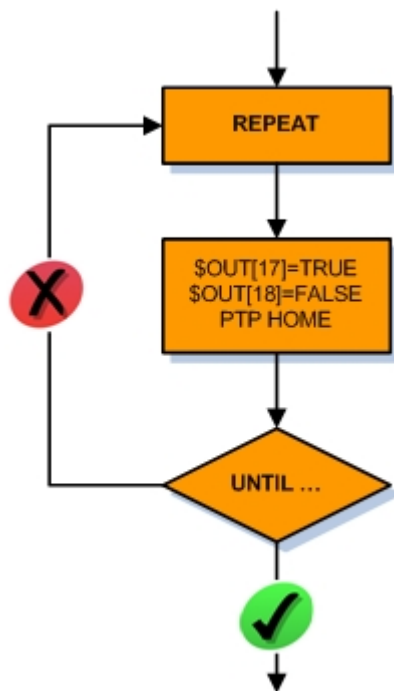 REPEAT
$OUT[17]=TRUE
$OUT[18]=FALSE
PTP HOME
UNTIL ...